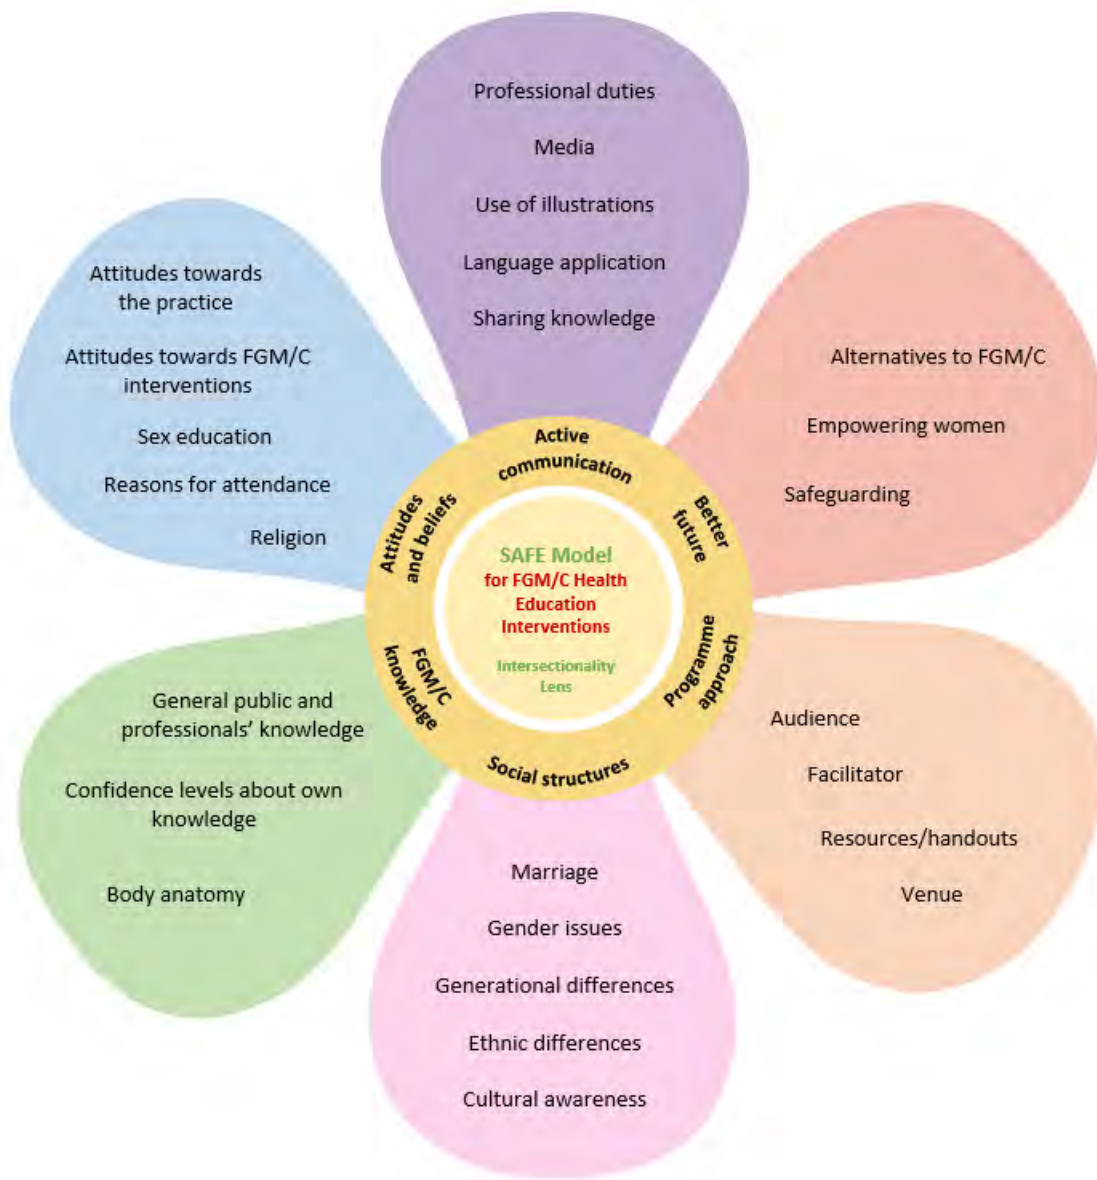 Professional duties
Media
Use of illustrations
Language application
Sharing knowledge
Attitudes towards
the practice
Attitudes towards FGM/C
interventions
Sex education
Reasons for attendance
Religion
Alternatives to FGM/C
Empowering women
Safeguarding
Active
communication
Better
future
Programme
approach
Social structures
FGM/C
knowledge
Attitudes
and beliefs
SAFE Model
for FGM/C Health
Education
Interventions
Intersectionality
Lens
General public and
professionals’ knowledge
Confidence levels about own
knowledge
Body anatomy
Audience
Facilitator
Resources/handouts
Venue
Marriage
Gender issues
Generational differences
Ethnic differences
Cultural awareness